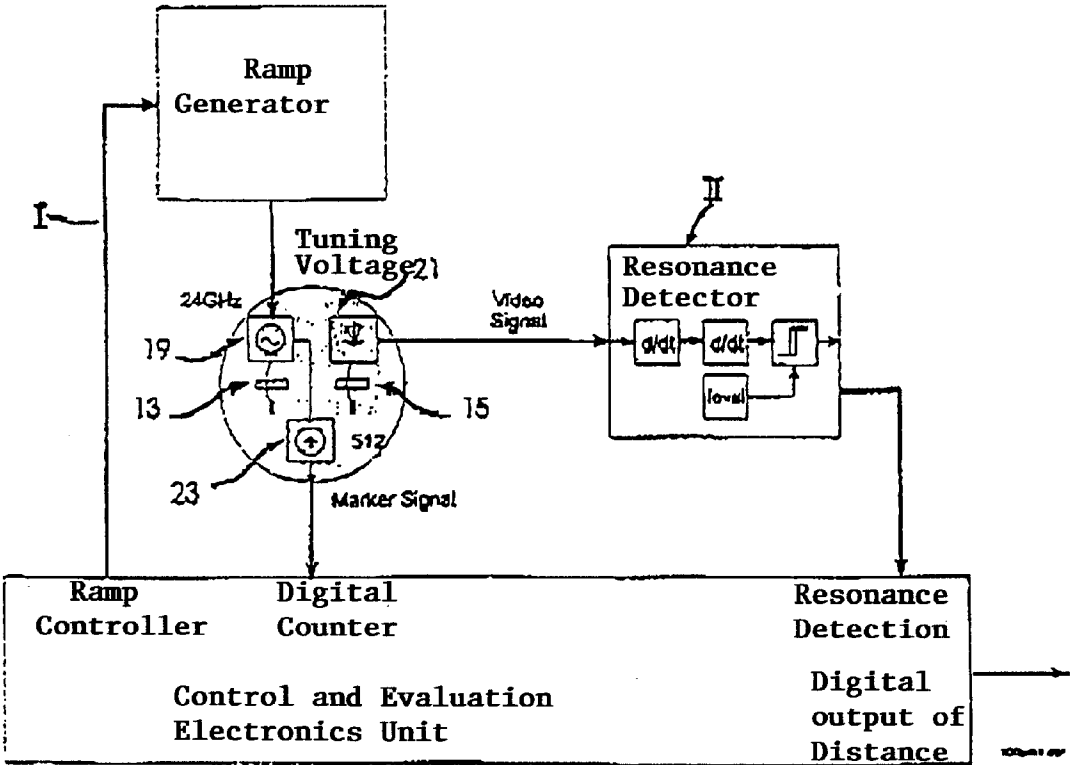 Ramp
Generator
I
Tuning
Voltage
21
24GHz
19
13
15
23
512
Marker Signal
Video
Signal
II
Resonance
Detector
d/dt
d/dt
Ramp
Controller
Digital
Counter
Resonance
Detection
Control and Evaluation
Electronics Unit
Digital
output of
Distance